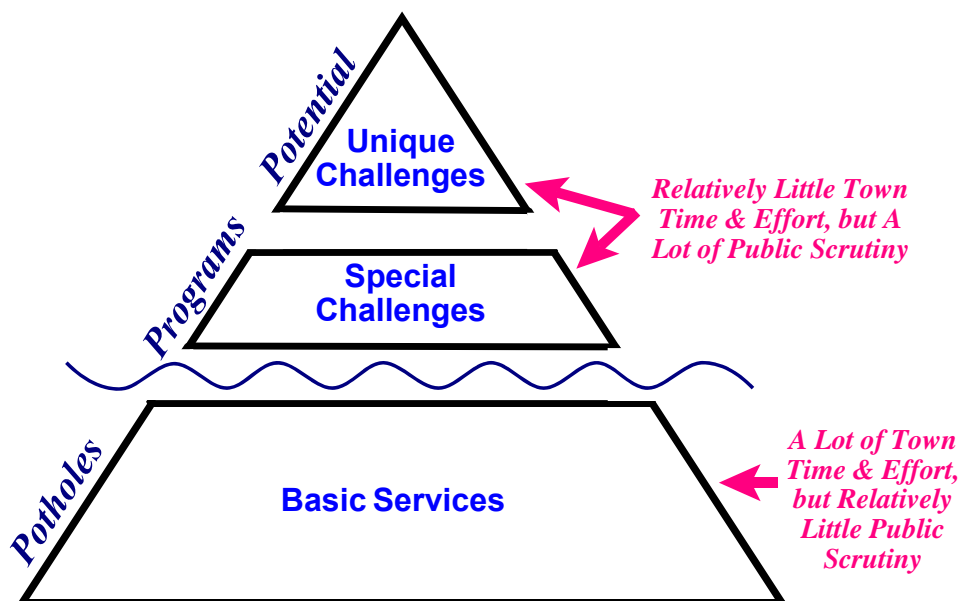 Potential
Unique
Challenges
Relatively Little Town
Time & Effort, but A
Lot of Public Scrutiny
Programs
Special
Challenges
Potholes
Basic Services
A Lot of Town
Time & Effort,
but Relatively
Little Public
Scrutiny